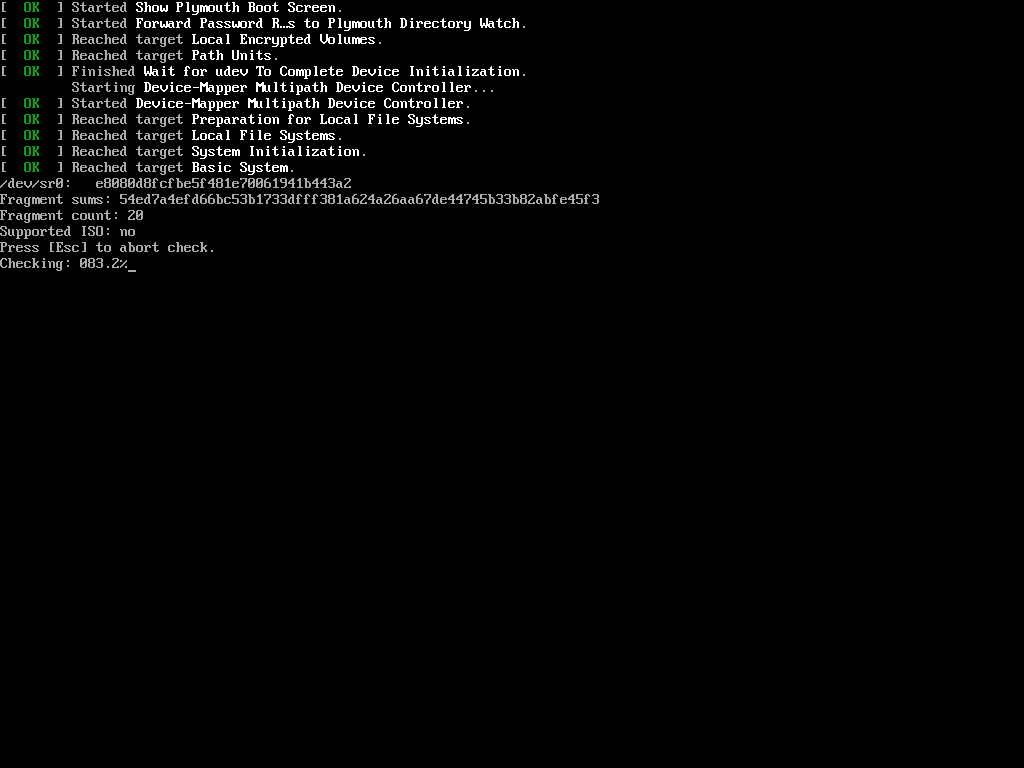 [  OK  ] Started Show Plymouth Boot Screen.
[  OK  ] Started Forward Password R…s to Plymouth Directory Watch.
[  OK  ] Reached target Local Encrypted Volumes.
[  OK  ] Reached target Path Units.
[  OK  ] Finished Wait for udev To Complete Device Initialization.
         Starting Device-Mapper Multipath Device Controller...
[  OK  ] Started Device-Mapper Multipath Device Controller.
[  OK  ] Reached target Preparation for Local File Systems.
[  OK  ] Reached target Local File Systems.
[  OK  ] Reached target System Initialization.
[  OK  ] Reached target Basic System.
/dev/sr0:   e8080d8fcfbe5f481e70061941b443a2
Fragment sums: 54ed7a4efd66bc53b1733dfff381a624a26aa67de44745b33b82abfe45f3
Fragment count: 20
Supported ISO: no
Press [Esc] to abort check.
Checking: 083.2%_